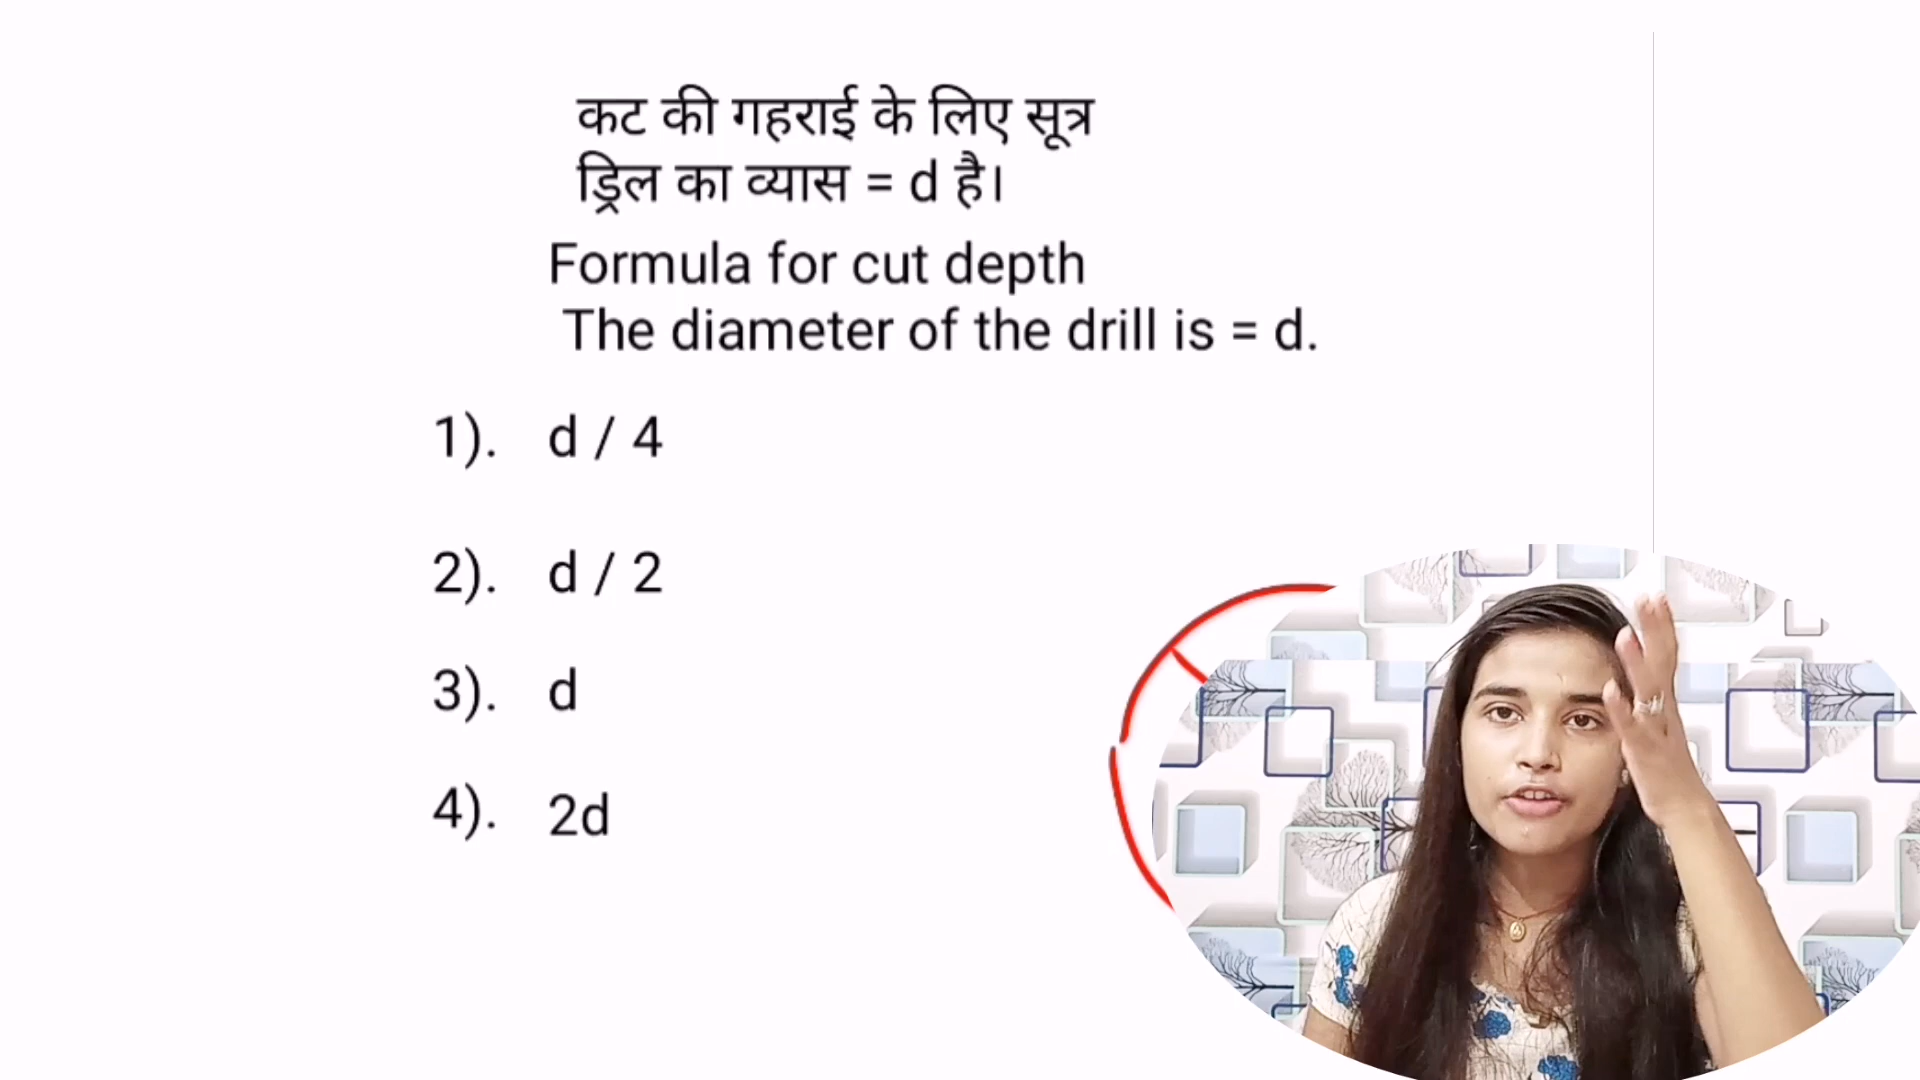 कट की गहराई के लिए सूत्र
ड्रिल का व्यास = d है।
Formula for cut depth
The diameter of the drill is = d.
1). d / 4
2). d / 2
3). d
4). 2d